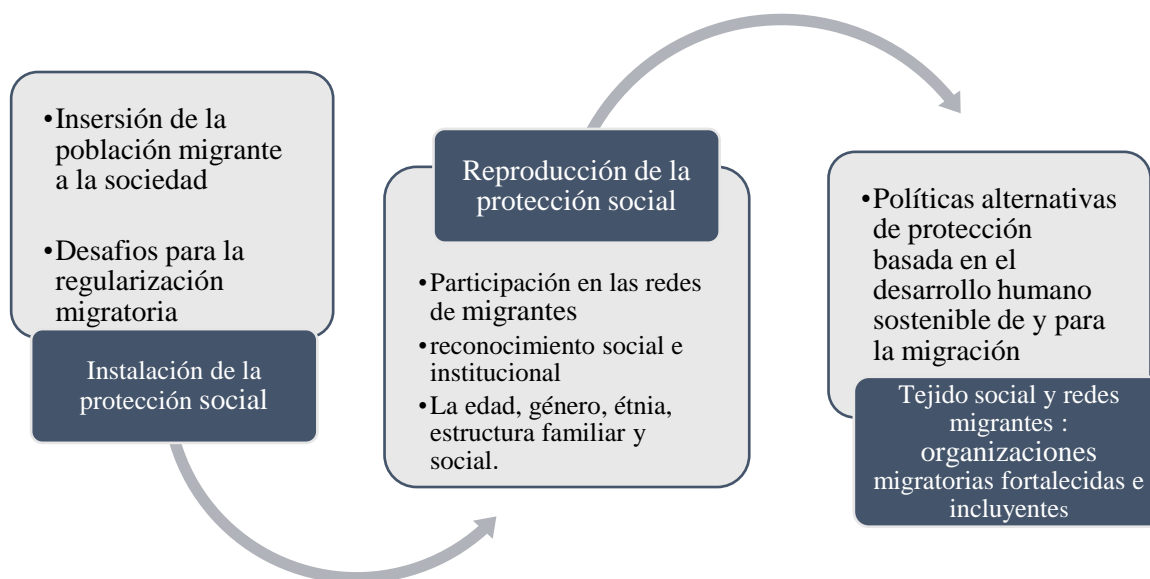 •Insersión de la
población migrante
a la sociedad
•Desafios para la
regularización
migratoria
Instalación de la
protección social
Reproducción de la
protección social
•Participación en las redes
de migrantes
•reconocimiento social e
institucional
•La edad, género, étnia,
estructura familiar y
social.
•Políticas alternativas
de protección
basada en el
desarrollo humano
sostenible de y para
la migración
Tejido social y redes
migrantes :
organizaciones
migratorias fortalecidas e
incluyentes